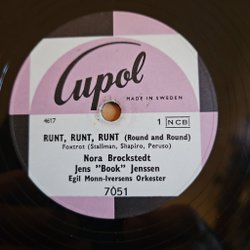 Cupol
MADE IN SWEDEN
4617 1 NCB
RUNT, RUNT, RUNT (Round and Round)
Foxtrot (Stallman, Shapiro, Peruso)
Nora Brockstedt
Jens "Book" Jenssen
Egil Monn-Iversens Orkester
7051